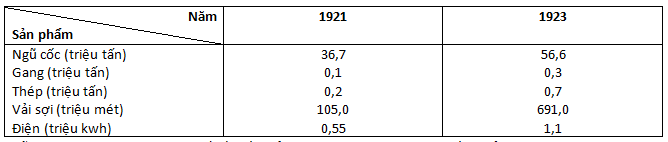 Năm
Sản phẩm
1921
1923
Ngũ cốc (triệu tấn) 36,7 56,6
Gang (triệu tấn) 0,1 0,3
Thép (triệu tấn) 0,2 0,7
Vải sợi (triệu mét) 105,0 691,0
Điện (triệu kwh) 0,55 1,1